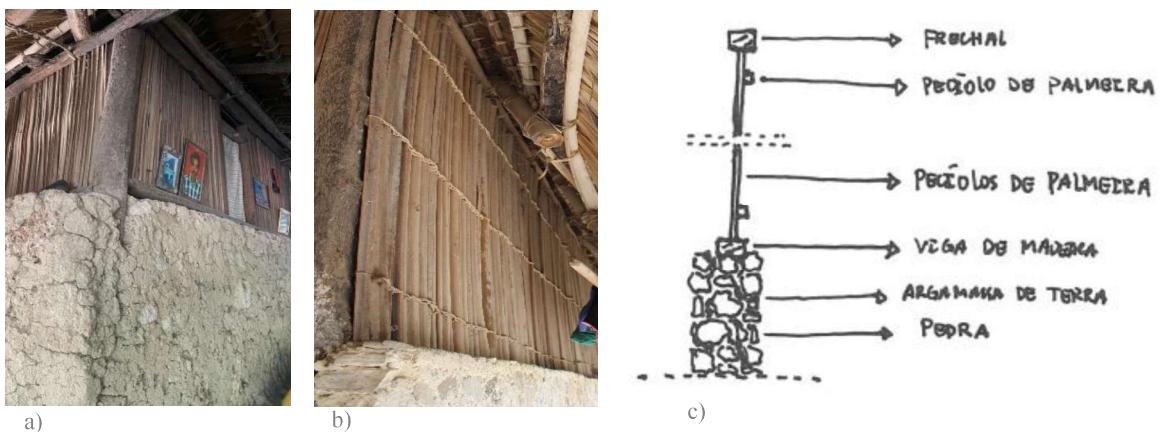 FRECHAL
PECÍOLO DE PALMEIRA
PECÍOLOS DE PALMEIRA
VIGA DE MADEIRA
ARGAMASSA DE TERRA
PEDRA
a)
b)
c)